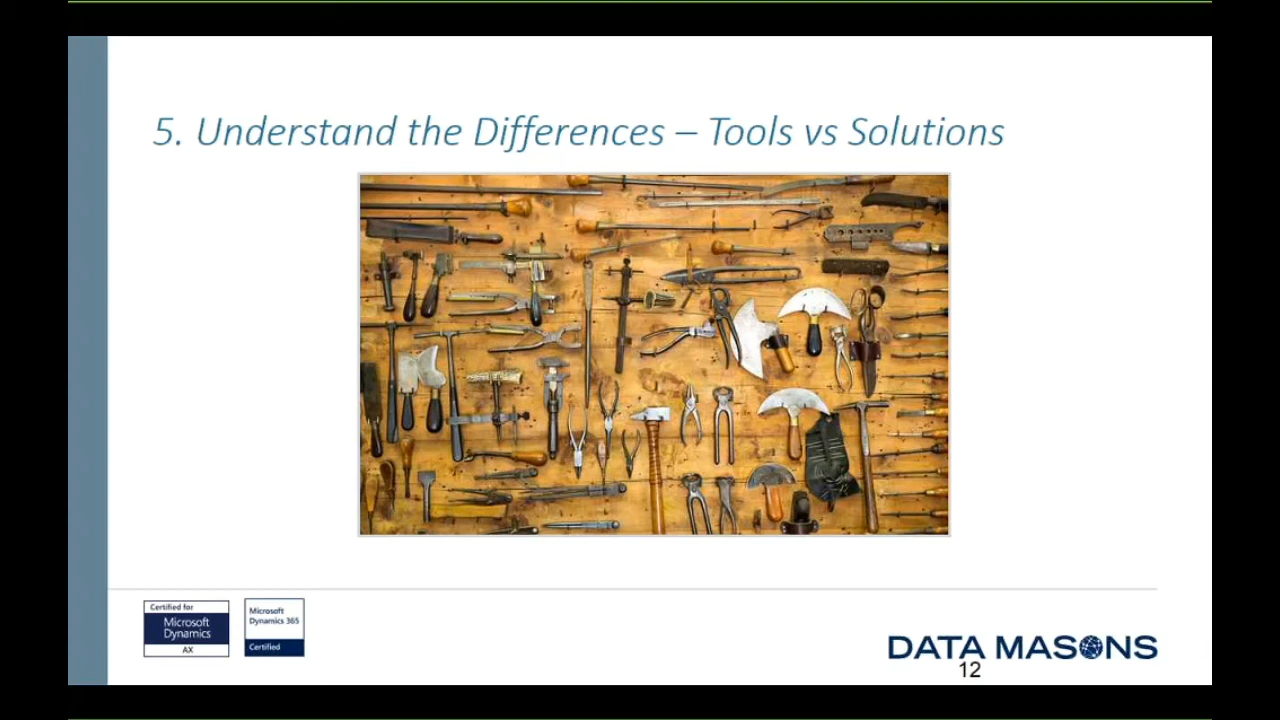 5. Understand the Differences – Tools vs Solutions
Certified for
Microsoft
Dynamics
AX
Microsoft
Dynamics 365
Certified
DATA MASONS
12